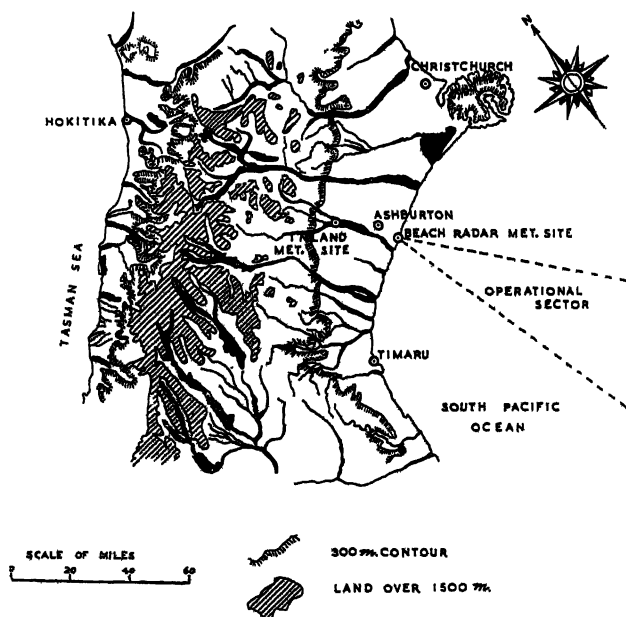 N
CHRISTCHURCH
HOKITIKA
ASHBURTON
INLAND
MET. SITE
BEACH RADAR MET. SITE
TASMAN SEA
OPERATIONAL
SECTOR
TIMARU
SOUTH PACIFIC
OCEAN
SCALE OF MILES
0 20 60
300 m. CONTOUR
LAND OVER 1500 m.